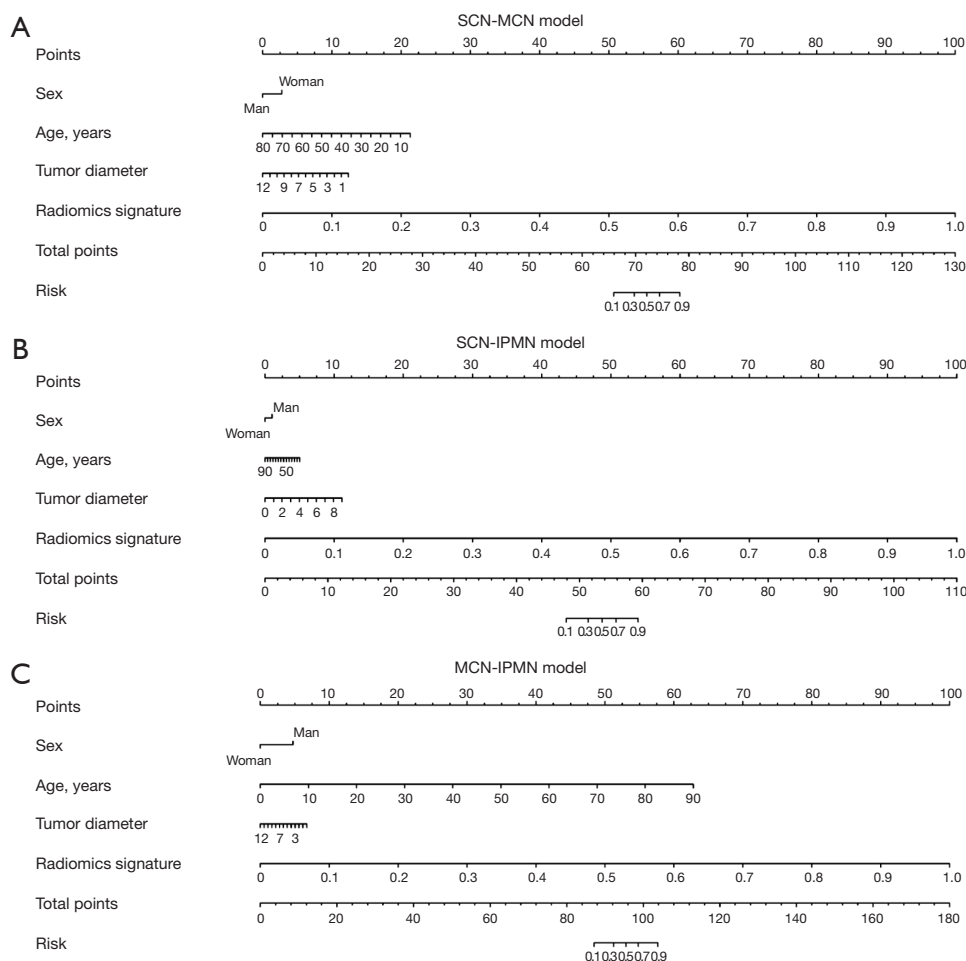 A
SCN-MCN model
Points
0 10 20 30 40 50 60 70 80 90 100
Woman
Sex
Man
Age, years
80 70 60 50 40 30 20 10
Tumor diameter
12 9 7 5 3 1
Radiomics signature
0 0.1 0.2 0.3 0.4 0.5 0.6 0.7 0.8 0.9 1.0
Total points
0 10 20 30 40 50 60 70 80 90 100 110 120 130
Risk
0.1 0.3 0.5 0.7 0.9
B
SCN-IPMN model
0 10 20 30 40 50 60 70 80 90 100
Points
Man
Sex
Woman
Age, years
90 50
Tumor diameter
0 2 4 6 8
Radiomics signature
0 0.1 0.2 0.3 0.4 0.5 0.6 0.7 0.8 0.9 1.0
Total points
0 10 20 30 40 50 60 70 80 90 100 110
Risk
0.1 0.3 0.5 0.7 0.9
C
MCN-IPMN model
0 10 20 30 40 50 60 70 80 90 100
Points
Man
Sex
Woman
Age, years
0 10 20 30 40 50 60 70 80 90
Tumor diameter
12 7 3
Radiomics signature
0 0.1 0.2 0.3 0.4 0.5 0.6 0.7 0.8 0.9 1.0
Total points
0 20 40 60 80 100 120 140 160 180
Risk
0.1 0.3 0.5 0.7 0.9